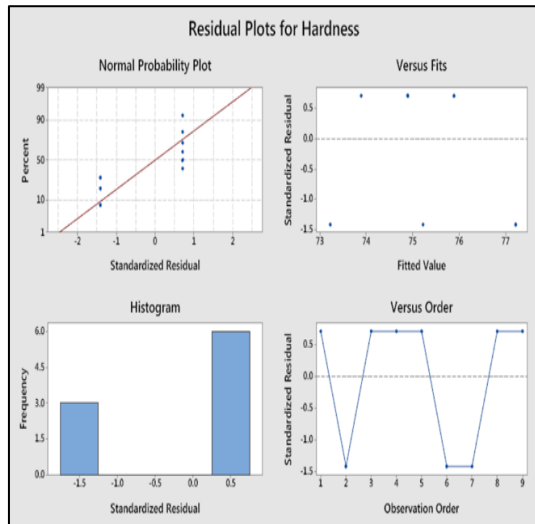 Residual Plots for Hardness
Normal Probability Plot
99
90
50
10
1
Percent
-2 -1 0 1 2
Standardized Residual
Versus Fits
0.5
0.0
-0.5
-1.0
-1.5
Standardized Residual
73 74 75 76 77
Fitted Value
Histogram
6.0
4.5
3.0
1.5
0.0
Frequency
-1.5 -1.0 -0.5 0.0 0.5
Standardized Residual
Versus Order
0.5
0.0
-0.5
-1.0
-1.5
Standardized Residual
1 2 3 4 5 6 7 8 9
Observation Order